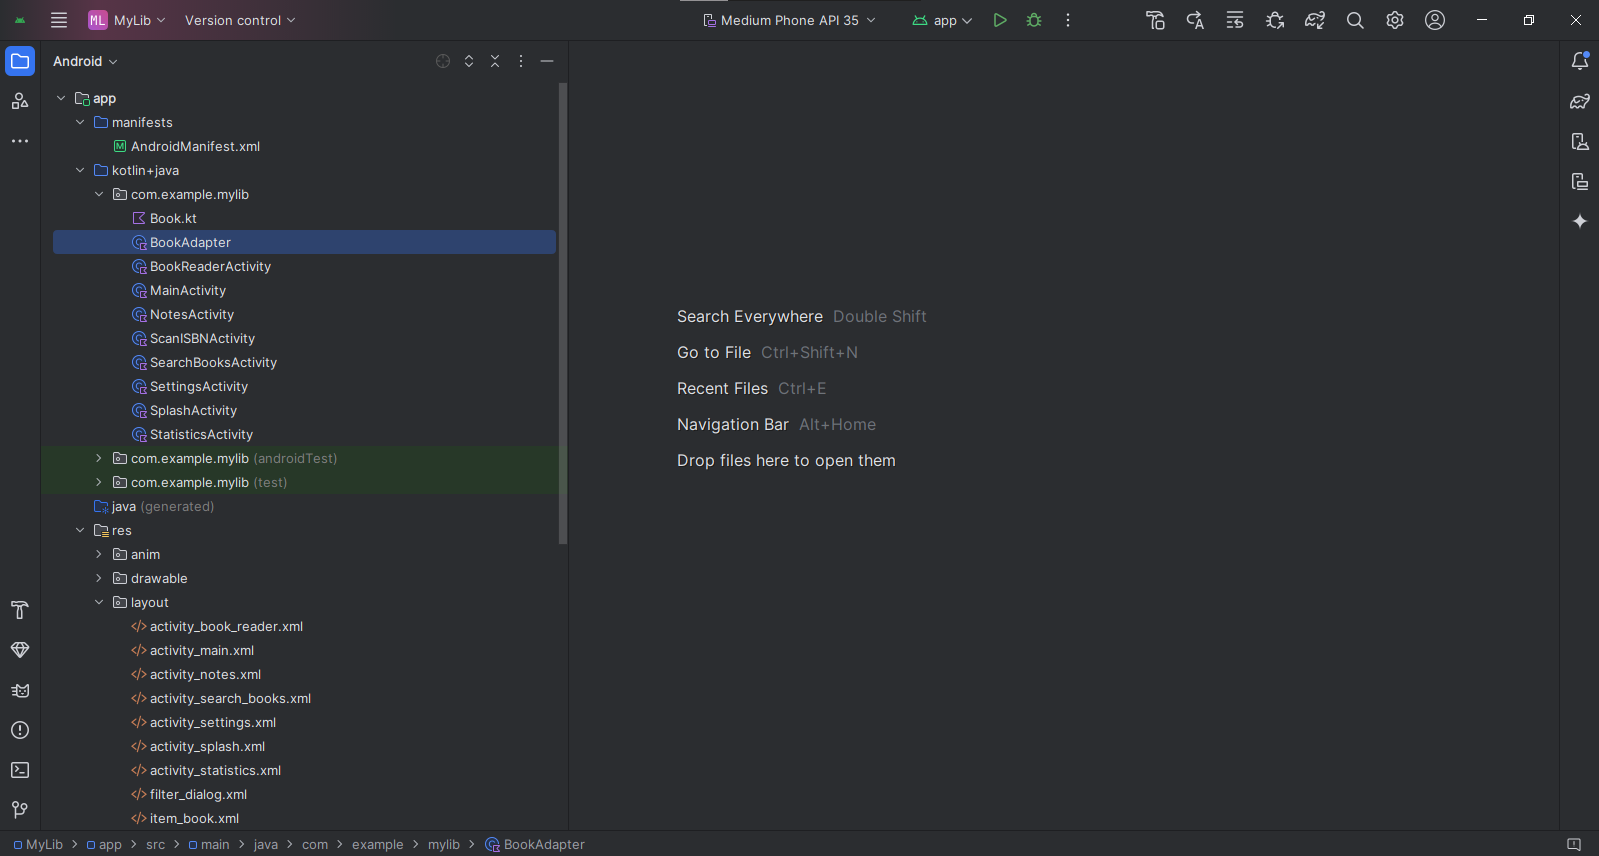 ML MyLib Version control Medium Phone API 35 app
Android
app
manifests
M AndroidManifest.xml
kotlin+java
com.example.mylib
Book.kt
BookAdapter
BookReaderActivity
MainActivity
NotesActivity
ScanISBNActivity
SearchBooksActivity
SettingsActivity
SplashActivity
StatisticsActivity
com.example.mylib (androidTest)
com.example.mylib (test)
java (generated)
res
anim
drawable
layout
activity_book_reader.xml
activity_main.xml
activity_notes.xml
activity_search_books.xml
activity_settings.xml
activity_splash.xml
activity_statistics.xml
filter_dialog.xml
item_book.xml
Search Everywhere Double Shift
Go to File Ctrl+Shift+N
Recent Files Ctrl+E
Navigation Bar Alt+Home
Drop files here to open them
MyLib > app > src > main > java > com > example > mylib > BookAdapter